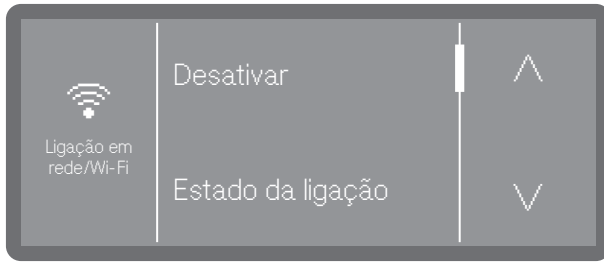 Ligação em
rede/Wi-Fi
Desativar
Estado da ligação